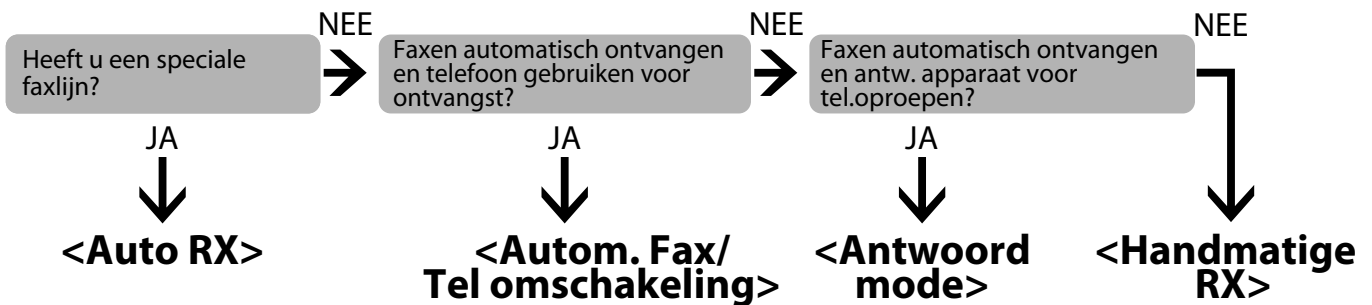 NEE
NEE
NEE
Heeft u een speciale
faxlijn?
Faxen automatisch ontvangen
en telefoon gebruiken voor
ontvangst?
Faxen automatisch ontvangen
en antw. apparaat voor
tel.oproepen?
JA
JA
JA
<Auto RX>
<Autom. Fax/
Tel omschakeling>
<Antwoord
mode>
<Handmatige
RX>